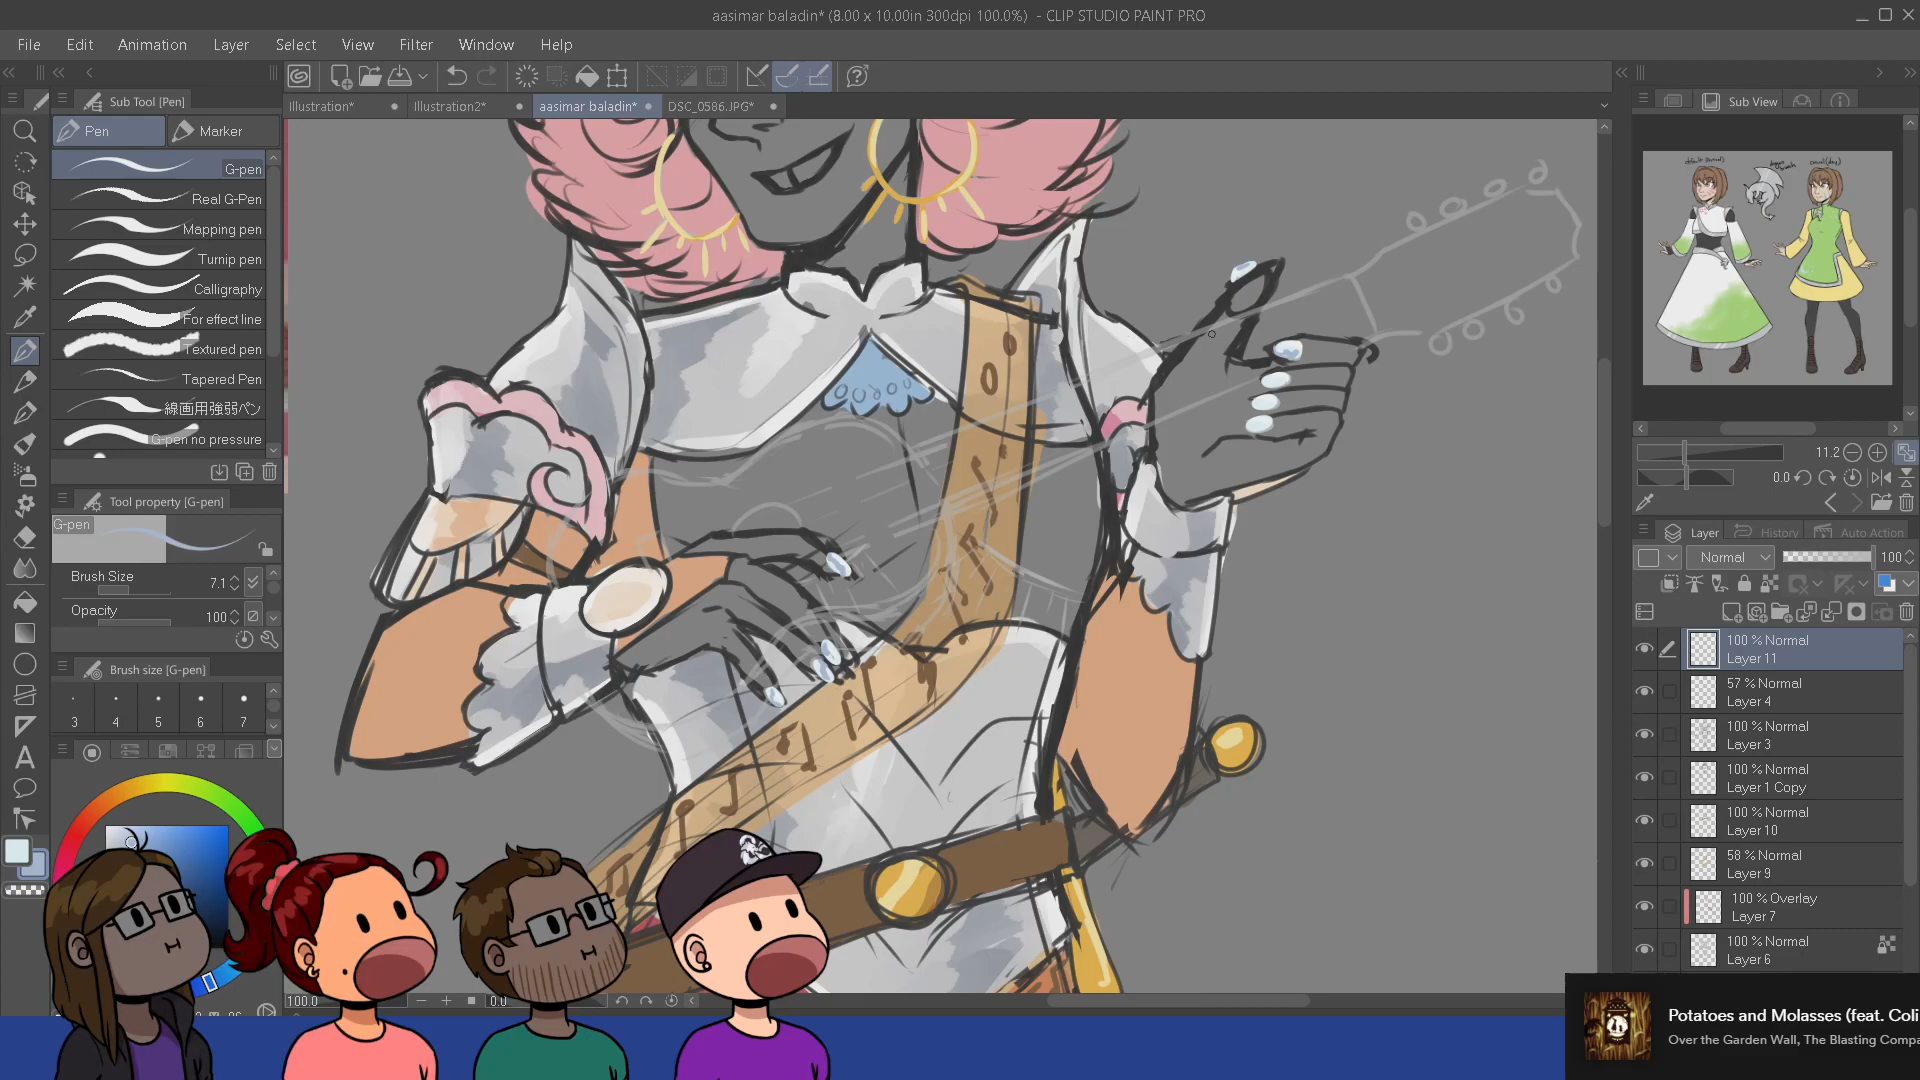 aasimar baladin* (8.00 x 10.00in 300dpi 100.0%)  - CLIP STUDIO PAINT PRO
File Edit Animation Layer Select View Filter Window Help
Sub Tool [Pen]
Illustration* Illustration2* aasimar baladin* DSC_0586.JPG*
Sub View
Pen Marker
G-pen
Real G-Pen
Mapping pen
Turnip pen
Calligraphy
For effect line
Textured pen
Tapered Pen
線画用強弱ペン
G-pen no pressure
Tool property [G-pen]
G-pen
Brush Size 7.1
Opacity 100
Brush size [G-pen]
3 4 5 6 7
11.2
0.0
Layer History Auto Action
Normal 100
100 % Normal
Layer 11
57 % Normal
Layer 4
100 % Normal
Layer 3
100 % Normal
Layer 1 Copy
100 % Normal
Layer 10
58 % Normal
Layer 9
100 % Overlay
Layer 7
100 % Normal
Layer 6
100.0 0.0
Potatoes and Molasses (feat. Coli
Over the Garden Wall, The Blasting Compa